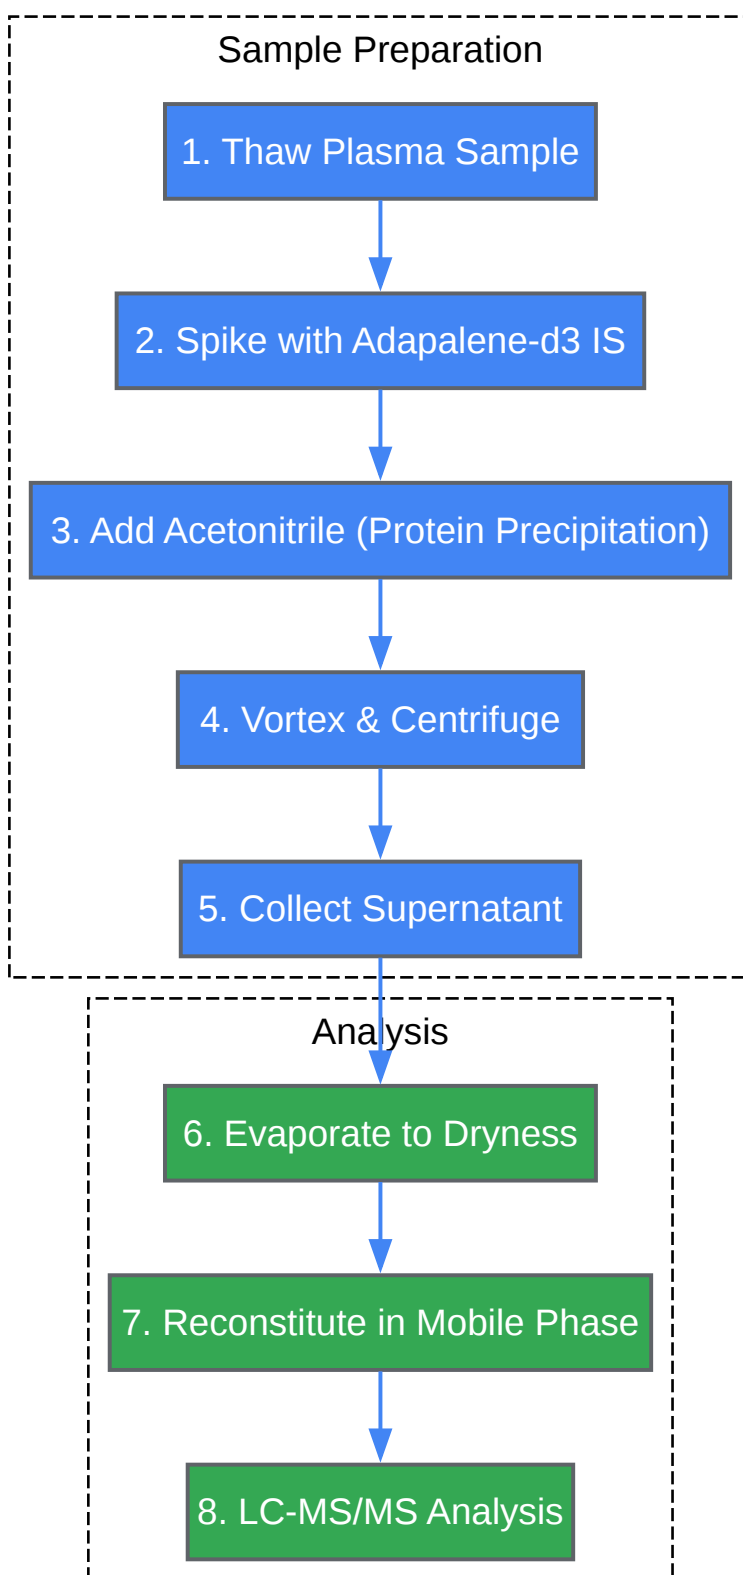 Sample Preparation
1. Thaw Plasma Sample
2. Spike with Adapalene-d3 IS
3. Add Acetonitrile (Protein Precipitation)
4. Vortex & Centrifuge
5. Collect Supernatant
Analysis
6. Evaporate to Dryness
7. Reconstitute in Mobile Phase
8. LC-MS/MS Analysis